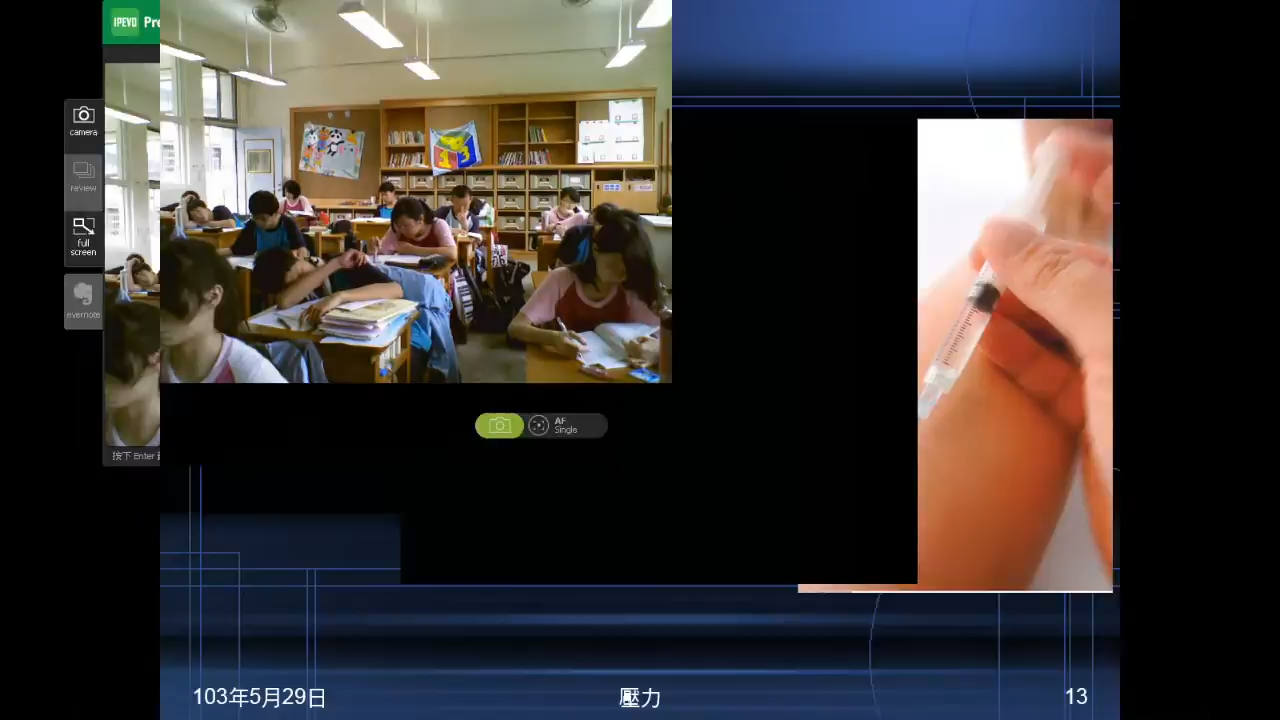 IPEVO Pre
camera
review
full
screen
evernote
按下 Enter
AF
Single
103年5月29日
壓力
13